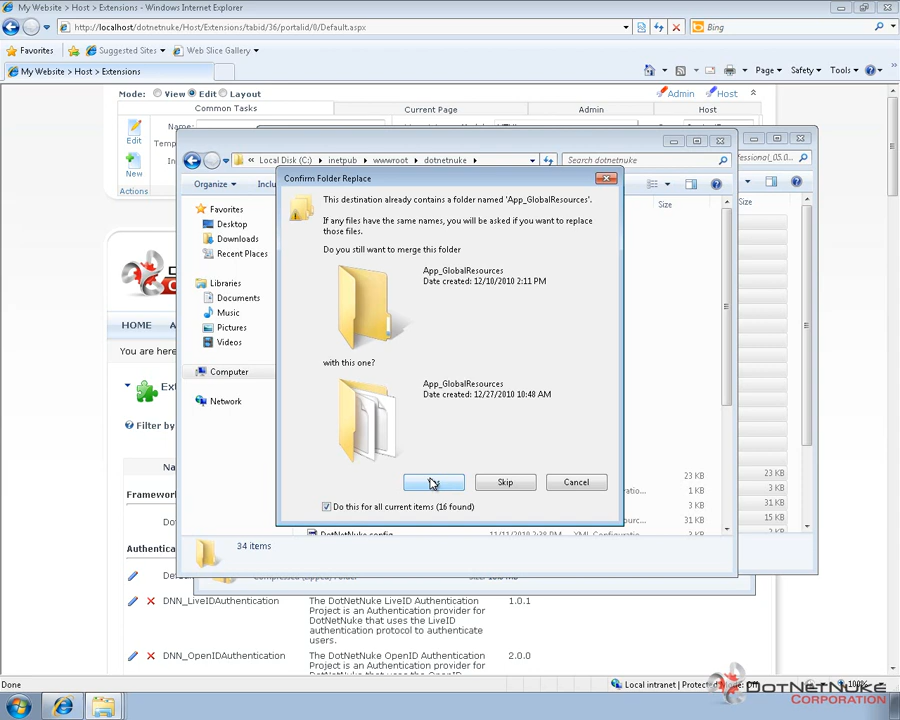 My Website > Host > Extensions - Windows Internet Explorer
http://localhost/dotnetnuke/Host/Extensions/tabid/36/portalid/0/Default.aspx
Bing
Favorites
Suggested Sites
Web Slice Gallery
My Website > Host > Extensions
Page
Safety
Tools
Mode:
View
Edit
Layout
Admin
Host
Common Tasks
Current Page
Admin
Host
Edit
New
Actions
Local Disk (C:)
inetpub
wwwroot
dotnetnuke
Search dotnetnuke
fessional_05.0...
Organize
Size
Size
Confirm Folder Replace
This destination already contains a folder named 'App_GlobalResources'.
If any files have the same names, you will be asked if you want to replace
those files.
Do you still want to merge this folder
App_GlobalResources
Date created: 12/10/2010 2:11 PM
with this one?
App_GlobalResources
Date created: 12/27/2010 10:48 AM
Skip
Cancel
Do this for all current items (16 found)
Favorites
Desktop
Downloads
Recent Places
Libraries
Documents
Music
Pictures
Videos
Computer
Network
34 items
23 KB
1 KB
3 KB
31 KB
23 KB
3 KB
31 KB
15 KB
HOME
You are here
Filter by
DNN_LiveIDAuthentication
The DotNetNuke LiveID Authentication
Project is an Authentication provider for
DotNetNuke that uses the LiveID
authentication protocol to authenticate
users.
1.0.1
DNN_OpenIDAuthentication
The DotNetNuke OpenID Authentication
Project is an Authentication provider for
2.0.0
Done
Local intranet | Protected Mode: Off
100%
DOTNETNUKE
CORPORATION